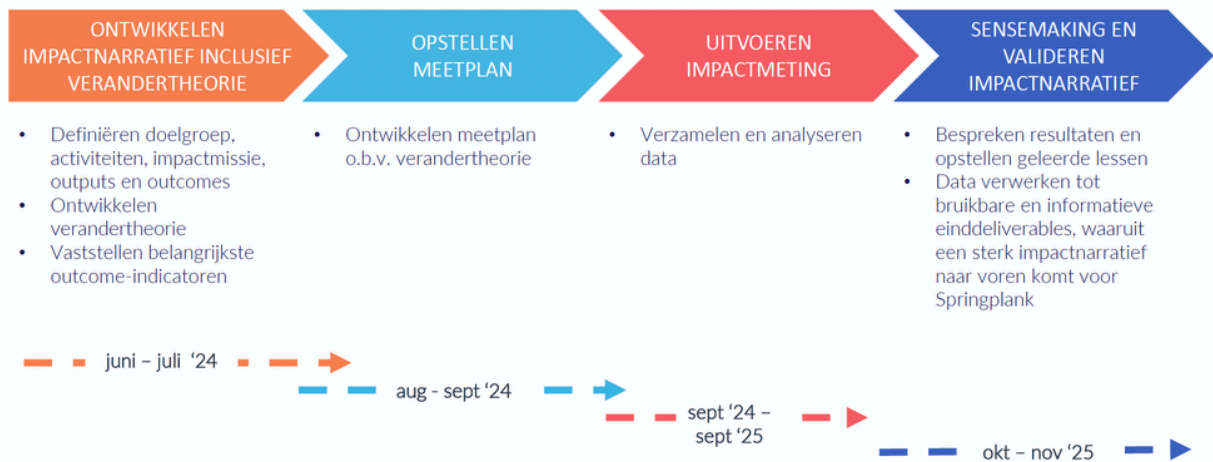 ONTWIKKELEN
IMPACTNARRATIEF INCLUSIEF
VERANDERTHEORIE
OPSTELLEN
MEETPLAN
UITVOEREN
IMPACTMETING
SENSEMAKING EN
VALIDEREN
IMPACTNARRATIEF
• Definiëren doelgroep,
activiteiten, impactmissie,
outputs en outcomes
• Ontwikkelen
verandertheorie
• Vaststellen belangrijkste
outcome-indicatoren
• Ontwikkelen meetplan
o.b.v. verandertheorie
• Verzamelen en analyseren
data
• Bespreken resultaten en
opstellen geleerde lessen
• Data verwerken tot
bruikbare en informatieve
einddeliverables, waaruit
een sterk impactnarratief
naar voren komt voor
Springplank
juni – juli ‘24
aug - sept ‘24
sept ‘24 –
sept ‘25
okt – nov ‘25